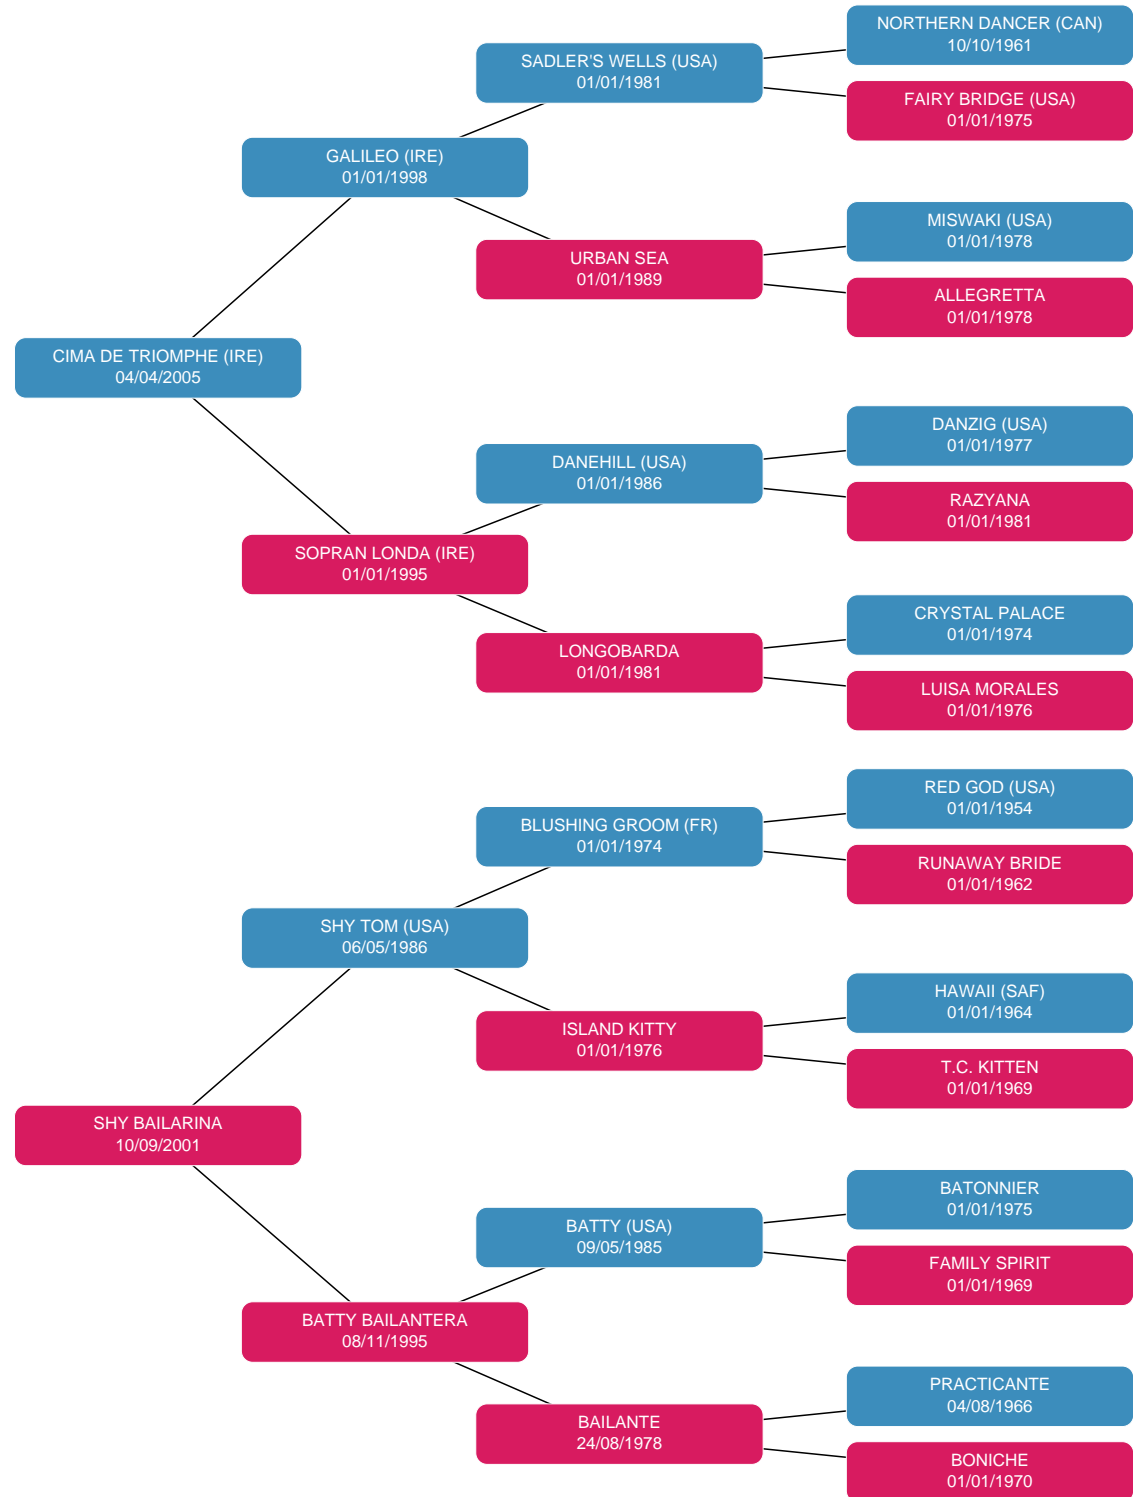 NORTHERN DANCER (CAN)
10/10/1961
SADLER'S WELLS (USA)
01/01/1981
FAIRY BRIDGE (USA)
01/01/1975
GALILEO (IRE)
01/01/1998
MISWAKI (USA)
01/01/1978
URBAN SEA
01/01/1989
ALLEGRETTA
01/01/1978
CIMA DE TRIOMPHE (IRE)
04/04/2005
DANZIG (USA)
01/01/1977
DANEHILL (USA)
01/01/1986
RAZYANA
01/01/1981
SOPRAN LONDA (IRE)
01/01/1995
CRYSTAL PALACE
01/01/1974
LONGOBARDA
01/01/1981
LUISA MORALES
01/01/1976
RED GOD (USA)
01/01/1954
BLUSHING GROOM (FR)
01/01/1974
RUNAWAY BRIDE
01/01/1962
SHY TOM (USA)
06/05/1986
HAWAII (SAF)
01/01/1964
ISLAND KITTY
01/01/1976
T.C. KITTEN
01/01/1969
SHY BAILARINA
10/09/2001
BATONNIER
01/01/1975
BATTY (USA)
09/05/1985
FAMILY SPIRIT
01/01/1969
BATTY BAILANTERA
08/11/1995
PRACTICANTE
04/08/1966
BAILANTE
24/08/1978
BONICHE
01/01/1970